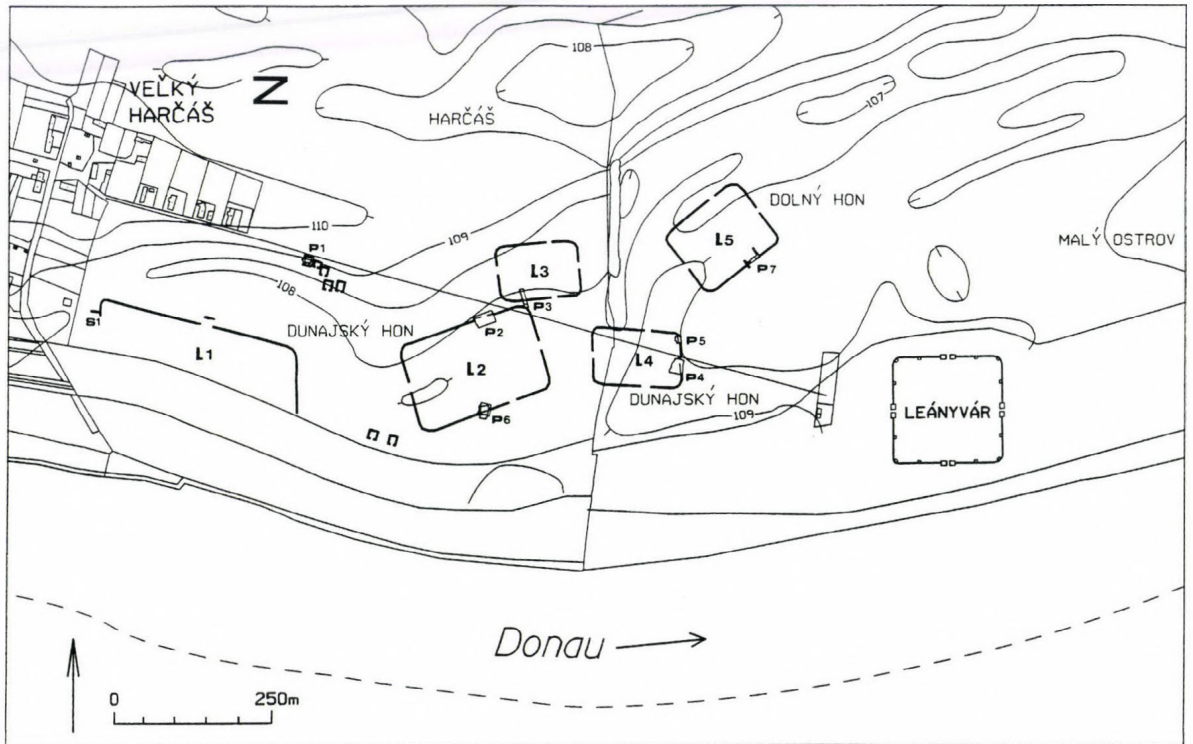 108
VEĽKÝ
HARČÁŠ
N
HARČÁŠ
107
DOLNÝ HON
110
109
MALÝ OSTROV
P1
L5
L3
P7
108
P3
S1
DUNAJSKÝ HON
P2
L1
L2
P5
L4
P4
DUNAJSKÝ HON
P6
109
LEÁNYVÁR
Donau
0 250m